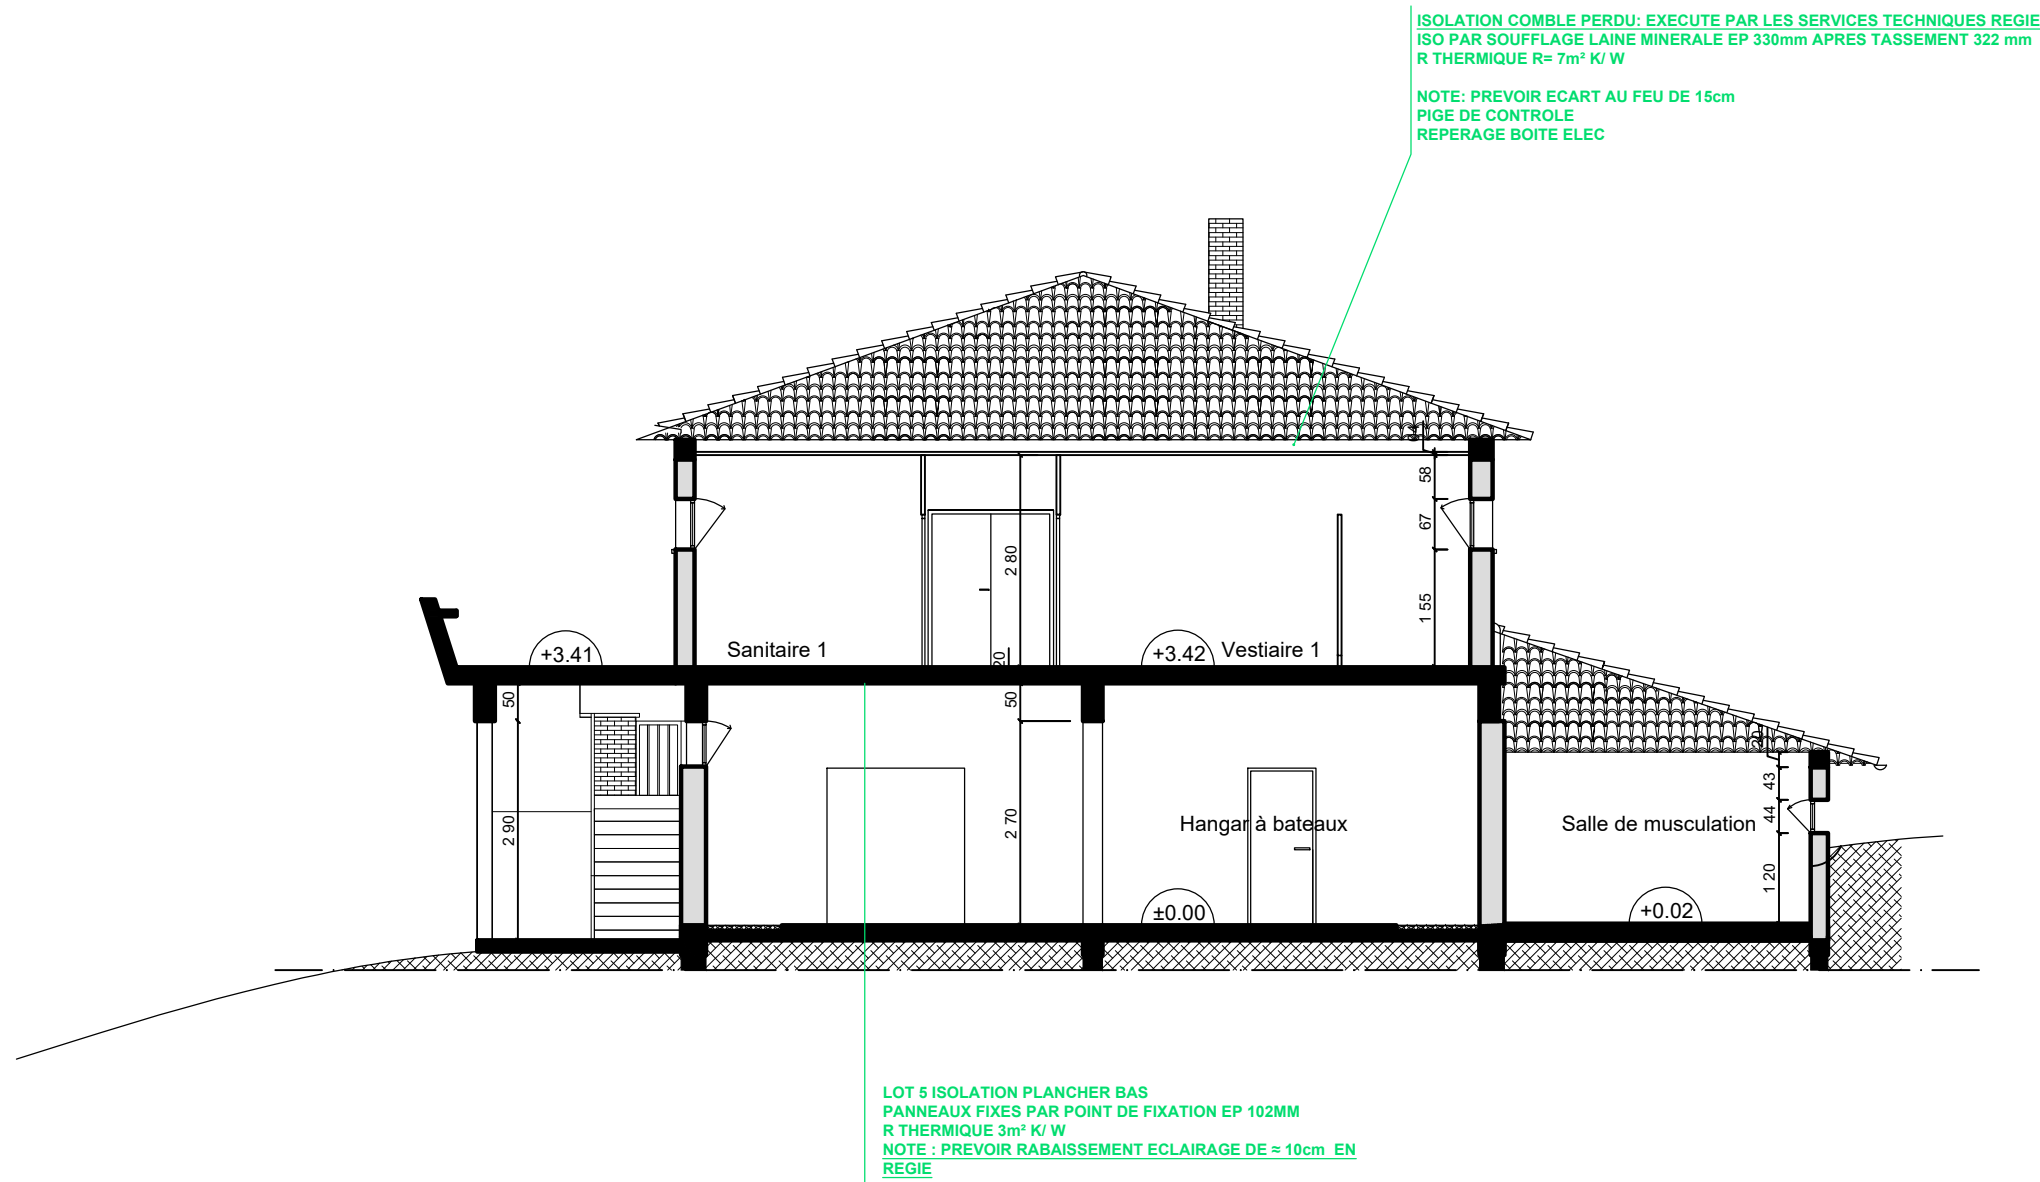 ISOLATION COMBLE PERDU: EXECUTE PAR LES SERVICES TECHNIQUES REGIE
ISO PAR SOUFFLAGE LAINE MINERALE EP 330mm APRES TASSEMENT 322 mm
R THERMIQUE R= 7m² K/ W
NOTE: PREVOIR ECART AU FEU DE 15cm
PIGE DE CONTROLE
REPERAGE BOITE ELEC
58
67
2 80
1 55
+3.41
Sanitaire 1
20
+3.42
Vestiaire 1
50
50
20
43
44
2 90
2 70
Hangar à bateaux
Salle de musculation
1 20
±0.00
+0.02
LOT 5 ISOLATION PLANCHER BAS
PANNEAUX FIXES PAR POINT DE FIXATION EP 102MM
R THERMIQUE 3m² K/ W
NOTE : PREVOIR RABAISSEMENT ECLAIRAGE DE ≈ 10cm EN
REGIE